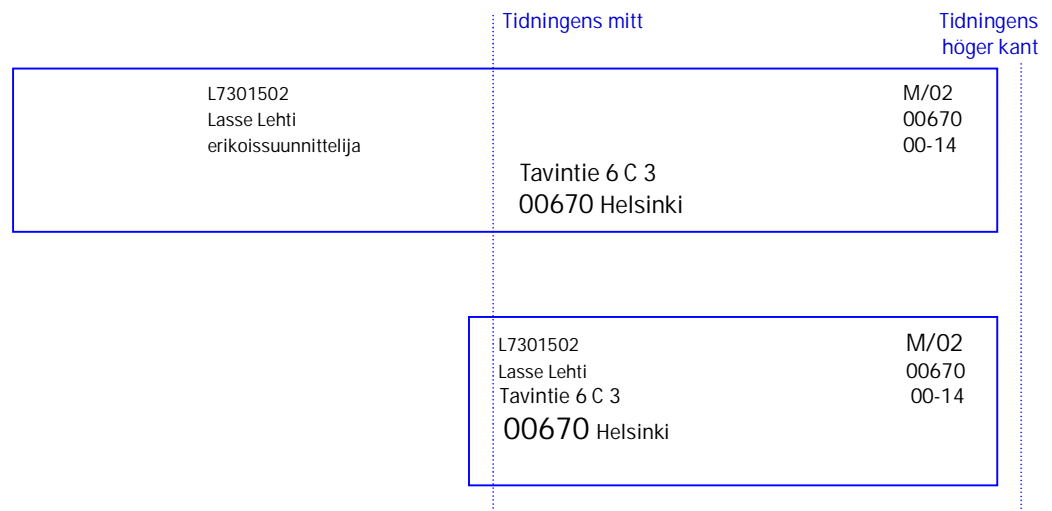 Tidningens mitt
Tidningens
höger kant
L7301502 M/02
Lasse Lehti 00670
erikoissuunnittelija 00-14
Tavintie 6 C 3
00670 Helsinki
L7301502 M/02
Lasse Lehti 00670
Tavintie 6 C 3 00-14
00670 Helsinki